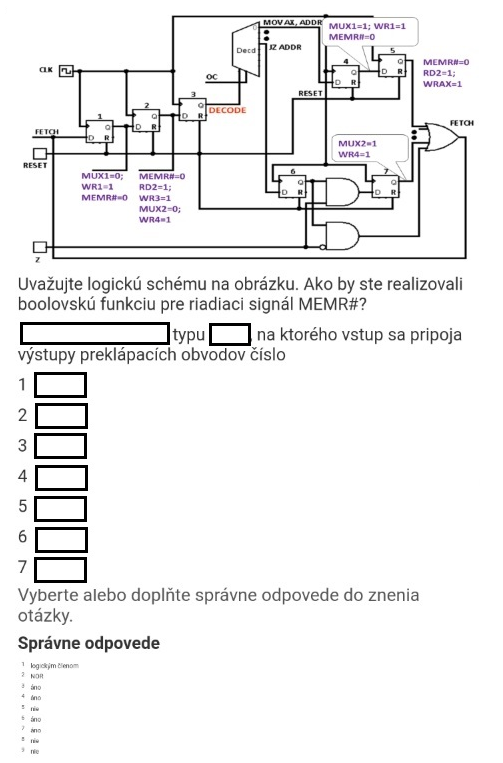 MOV AX, ADDR
MUX1=1; WR1=1
MEMR#=0
JZ ADDR
Decd
CLK
OC
DECODE
RESET
MEMR#=0
RD2=1;
WRAX=1
FETCH
FETCH
RESET
1
D
Q
R
2
D
Q
R
3
D
Q
R
4
D
Q
R
5
D
Q
R
6
D
Q
R
7
D
Q
R
MUX1=0;
WR1=1
MEMR#=0
MEMR#=0
RD2=1;
WR3=1
MUX2=0;
WR4=1
MUX2=1
WR4=1
Z
Uvažujte logickú schému na obrázku. Ako by ste realizovali
boolovskú funkciu pre riadiaci signál MEMR#?
typu , na ktorého vstup sa pripoja
výstupy preklápacích obvodov číslo
1
2
3
4
5
6
7
Vyberte alebo doplňte správne odpovede do znenia
otázky.
Správne odpovede
1 logickým členom
2 NOR
3 áno
4 áno
5 nie
6 áno
7 áno
8 nie
9 nie